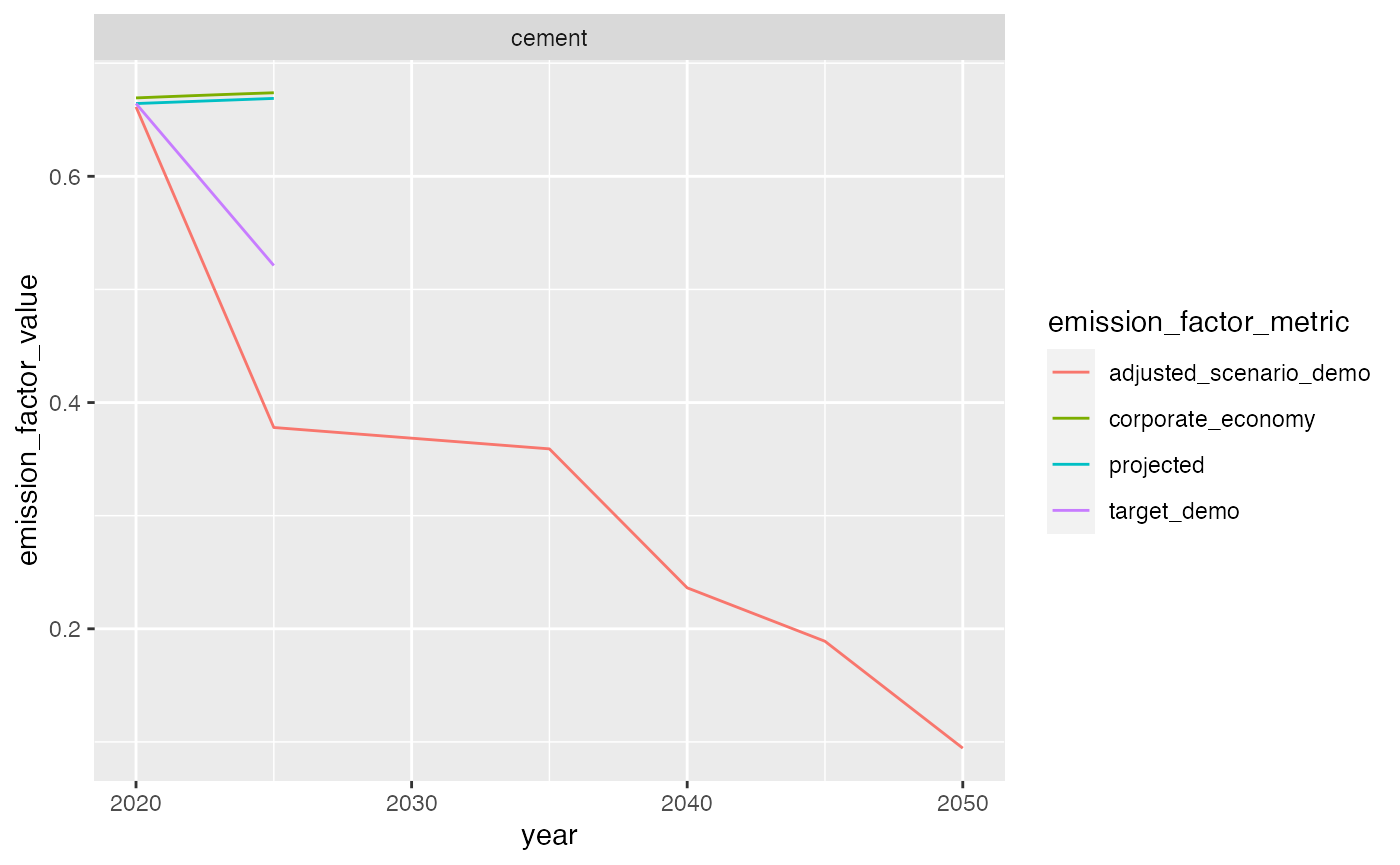 cement
emission_factor_value
0.6
0.4
0.2
2020
2030
2040
2050
year
emission_factor_metric
adjusted_scenario_demo
corporate_economy
projected
target_demo